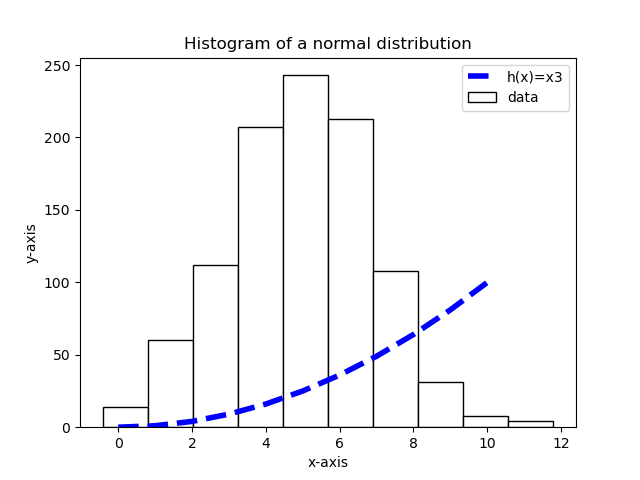 Histogram of a normal distribution
h(x)=x3
data
250
200
150
100
50
0
y-axis
0 2 4 6 8 10 12
x-axis